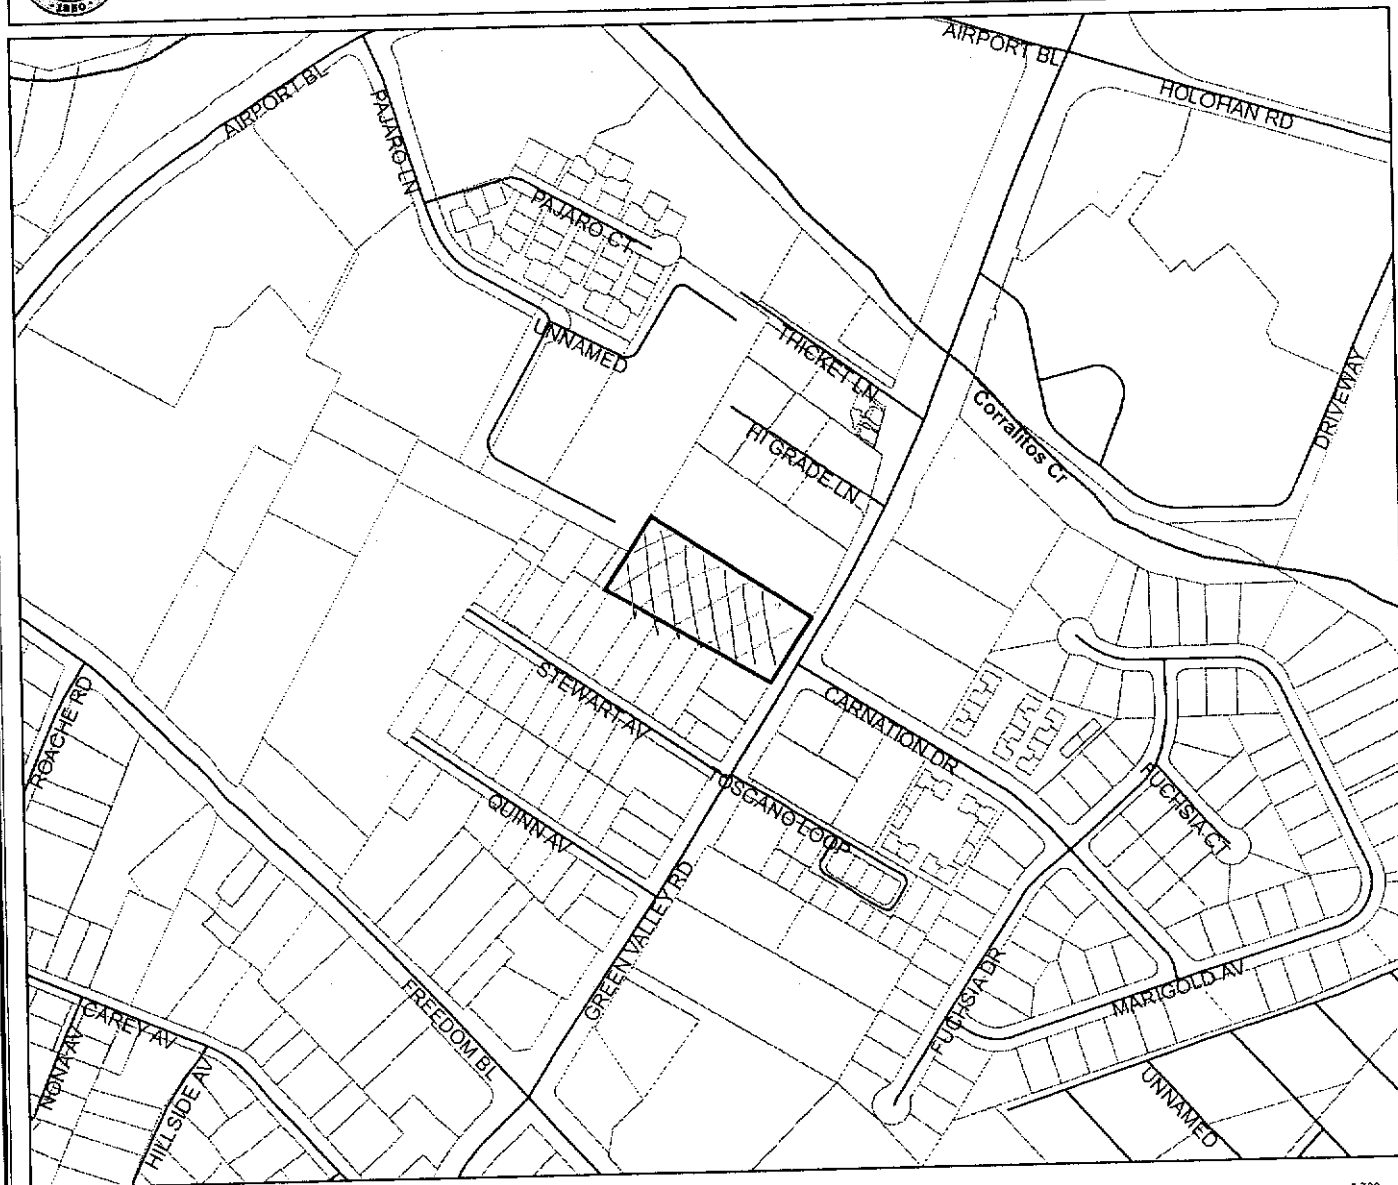 1850
AIRPORT BL
HOLOHAN RD
AIRPORT BL
PAJARO LN
PAJARO CT
UNNAMED
THICKET LN
HI GRADE LN
Corralitos Cr
DRIVEWAY
STEWART AV
CARNATION DR
ROACHE RD
TOSCANO LOOP
FUCHSIA CT
QUINN AV
GREEN VALLEY RD
FUCHSIA DR
MARIGOLD AV
FREEDOM BL
CAREY AV
NONA AV
HILLSIDE AV
UNNAMED